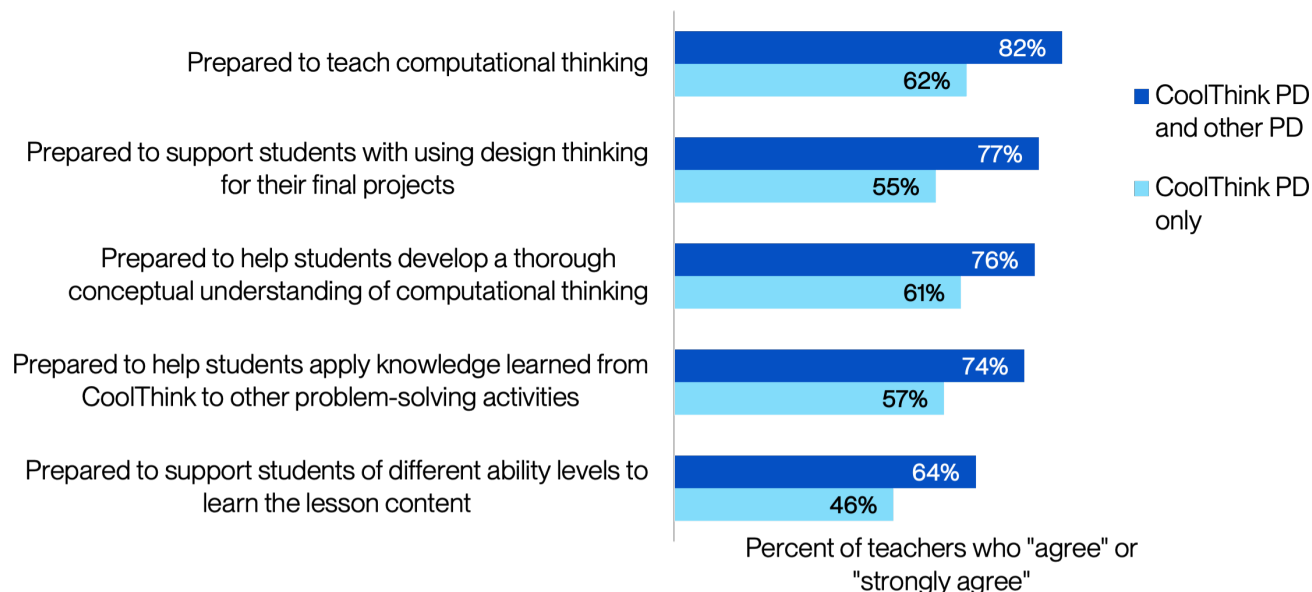 Prepared to teach computational thinking
82%
62%
Prepared to support students with using design thinking
for their final projects
77%
55%
Prepared to help students develop a thorough
conceptual understanding of computational thinking
76%
61%
Prepared to help students apply knowledge learned from
CoolThink to other problem-solving activities
74%
57%
Prepared to support students of different ability levels to
learn the lesson content
64%
46%
Percent of teachers who "agree" or
"strongly agree"
CoolThink PD
and other PD
CoolThink PD
only